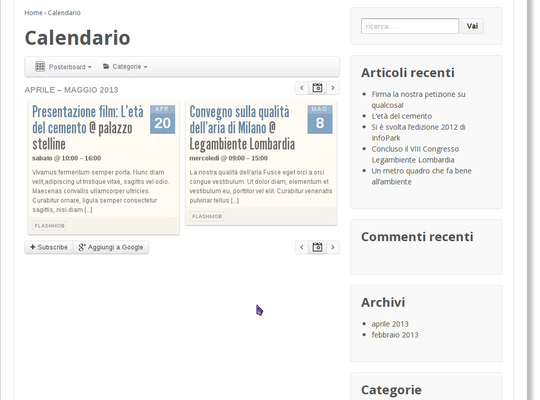 Home › Calendario
Calendario
Posterboard
Categorie
APRILE – MAGGIO 2013
Presentazione film: L'età
del cemento @ palazzo
stelline
APR
20
sabato @ 10:00 – 16:00
Vivamus fermentum semper porta. Nunc diam
velit,adipiscing ut tristique vitae, sagittis vel odio.
Maecenas convallis ullamcorper ultricies.
Curabitur ornare, ligula semper consectetur
sagittis, nisi diam [...]
FLASHMOB
Convegno sulla qualità
dell'aria di Milano @
Legambiente Lombardia
MAG
8
mercoledì @ 09:00 – 15:00
La nostra qualità dell'aria Fusce eget orci a orci
congue vestibulum. Ut dolor diam, elementum et
vestibulum eu, porttitor vel elit. Curabitur venenatis
pulvinar tellus [...]
FLASHMOB
Subscribe
Aggiungi a Google
ricerca ...
Vai
Articoli recenti
Firma la nostra petizione su
qualcosa!
L'età del cemento
Si è svolta l'edizione 2012 di
InfoPark
Concluso il VIII Congresso
Legambiente Lombardia
Un metro quadro che fa bene
all'ambiente
Commenti recenti
Archivi
aprile 2013
febbraio 2013
Categorie